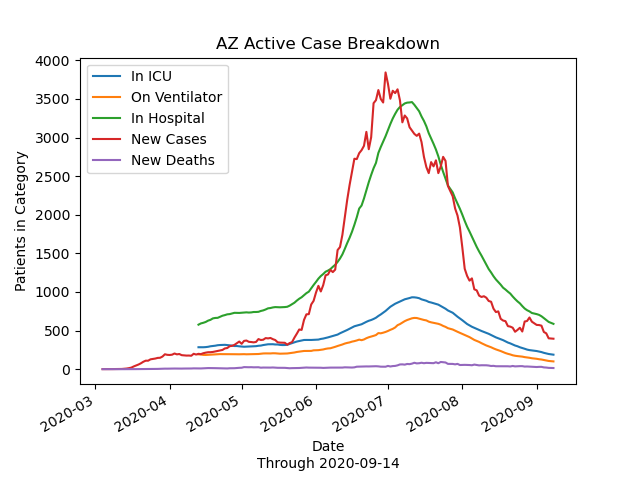 AZ Active Case Breakdown
In ICU
On Ventilator
In Hospital
New Cases
New Deaths
Patients in Category
4000
3500
3000
2500
2000
1500
1000
500
0
2020-03
2020-04
2020-05
2020-06
2020-07
2020-08
2020-09
Date
Through 2020-09-14